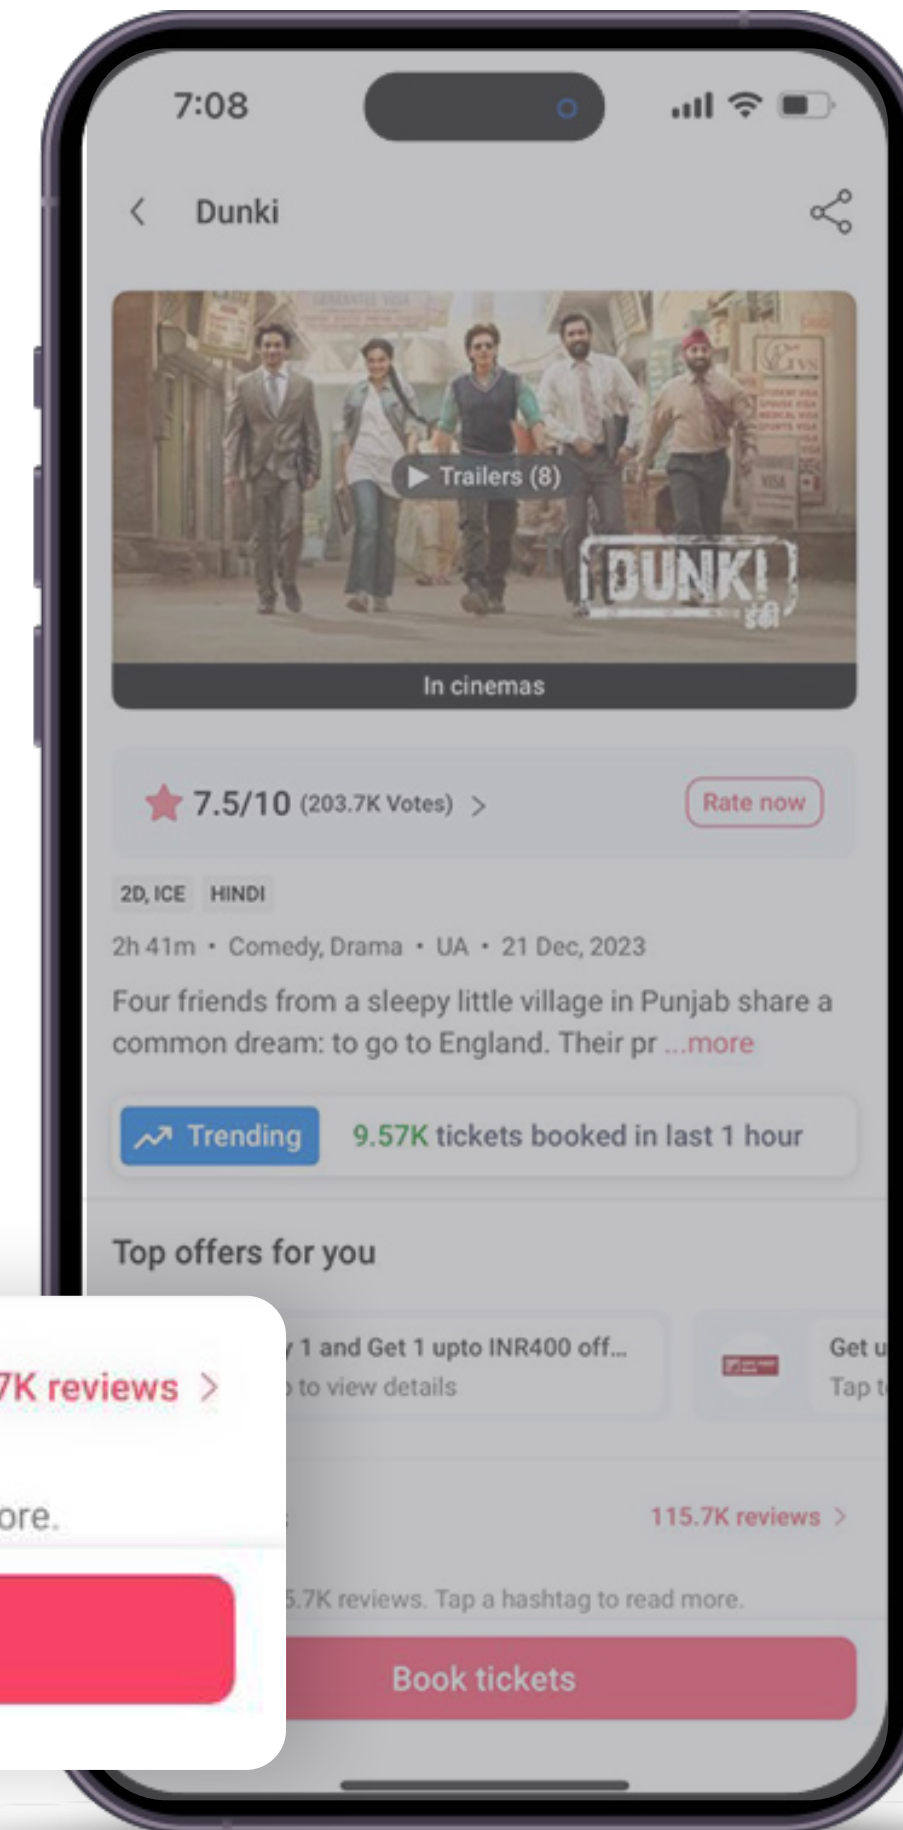 7:08
Dunki
GUARANTEE VISA
VISA
Trailers (8)
DUNKI
डंकी
In cinemas
7.5/10 (203.7K Votes) >
Rate now
2D, ICE HINDI
2h 41m • Comedy, Drama • UA • 21 Dec, 2023
Four friends from a sleepy little village in Punjab share a
common dream: to go to England. Their pr ...more
Trending 9.57K tickets booked in last 1 hour
Top offers for you
1 and Get 1 upto INR400 off...
to view details
Get u
Tap t
7K reviews >
ore.
115.7K reviews >
5.7K reviews. Tap a hashtag to read more.
Book tickets